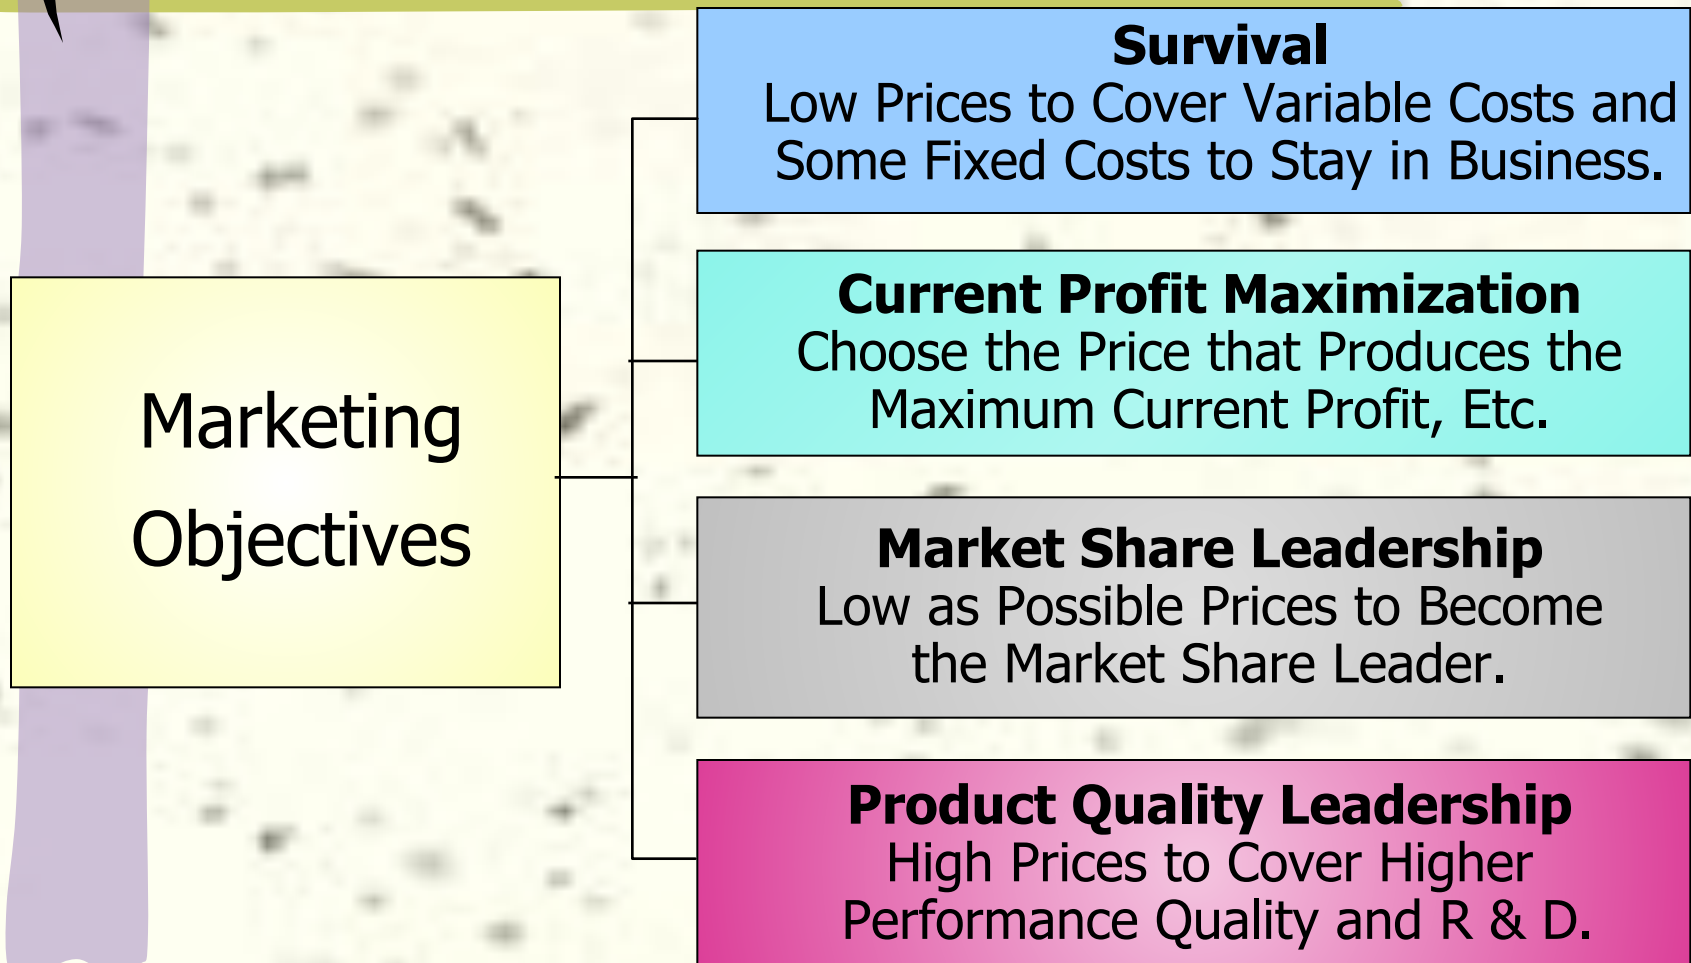 Marketing
Objectives
Survival
Low Prices to Cover Variable Costs and
Some Fixed Costs to Stay in Business.
Current Profit Maximization
Choose the Price that Produces the
Maximum Current Profit, Etc.
Market Share Leadership
Low as Possible Prices to Become
the Market Share Leader.
Product Quality Leadership
High Prices to Cover Higher
Performance Quality and R & D.